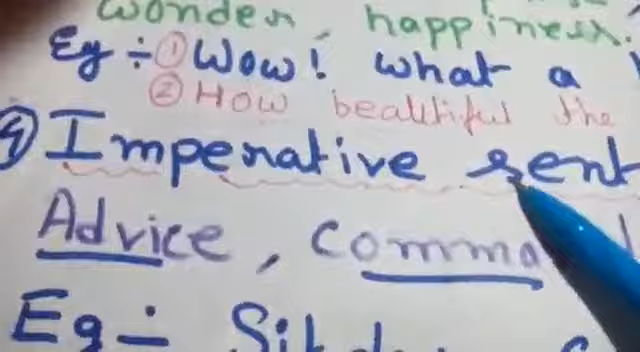 wonder, happiness.
Eg ÷ ① Wow! what a
② How beautiful the
4) Imperative sent
Advice, comma
Eg ÷